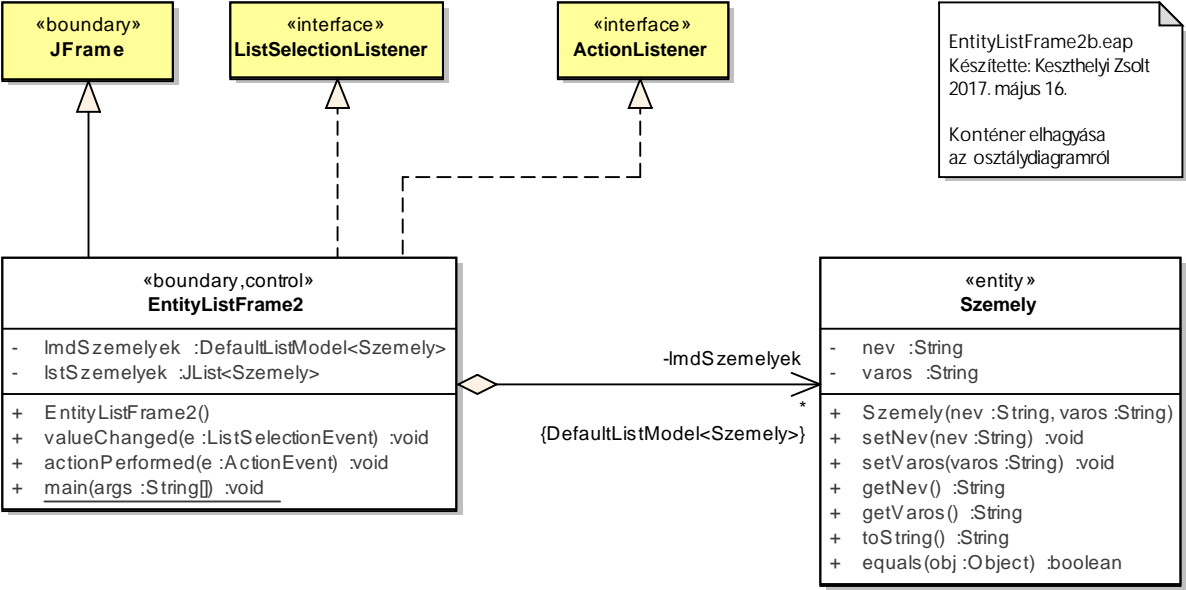 «boundary»
JFrame
«interface»
ListSelectionListener
«interface»
ActionListener
EntityListFrame2b.eap
Készítette: Keszthelyi Zsolt
2017. május 16.
Konténer elhagyása
az osztálydiagramról
«boundary,control»
EntityListFrame2
- lmdSzemelyek :DefaultListModel<Szemely>
- lstSzemelyek :JList<Szemely>
+ EntityListFrame2()
+ valueChanged(e :ListSelectionEvent) :void
+ actionPerformed(e :ActionEvent) :void
+ main(args :String[]) :void
-lmdSzemelyek
*
{DefaultListModel<Szemely>}
«entity»
Szemely
- nev :String
- varos :String
+ Szemely(nev :String, varos :String)
+ setNev(nev :String) :void
+ setVaros(varos :String) :void
+ getNev() :String
+ getVaros() :String
+ toString() :String
+ equals(obj :Object) :boolean